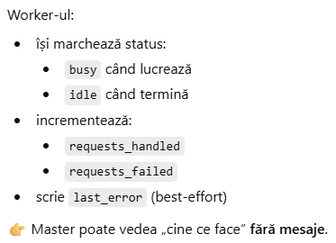 Worker-ul:
• își marchează status:
• busy când lucrează
• idle când termină
• incrementează:
• requests_handled
• requests_failed
• scrie last_error (best-effort)
👉 Master poate vedea „cine ce face” fără mesaje.